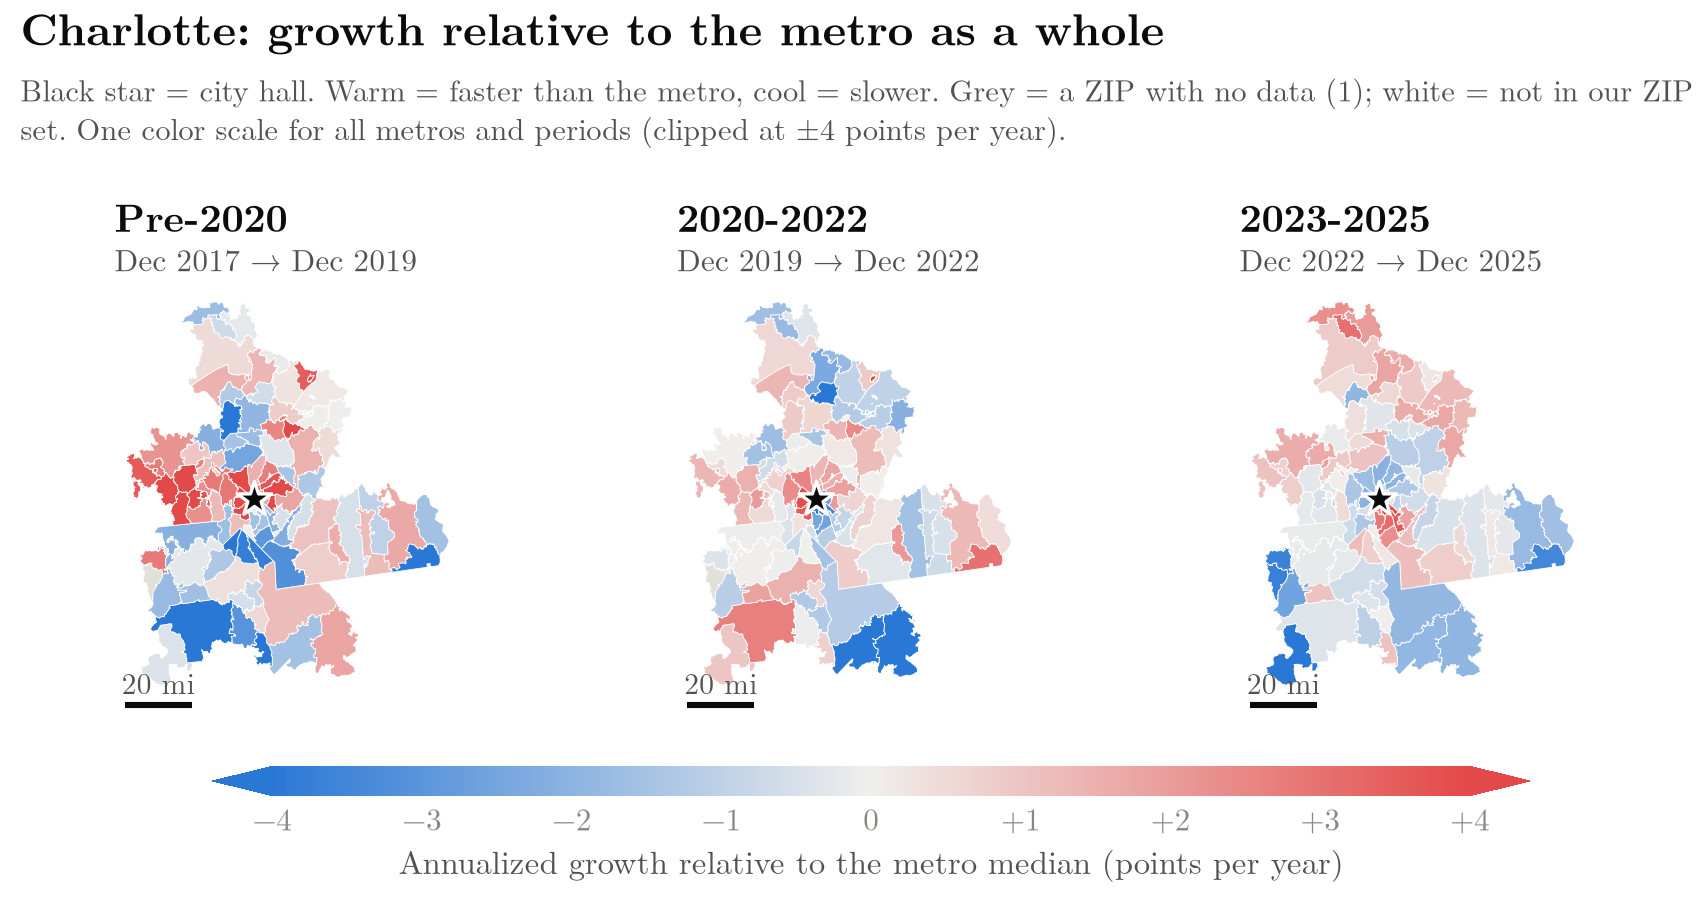 Charlotte: growth relative to the metro as a whole
Black star = city hall. Warm = faster than the metro, cool = slower. Grey = a ZIP with no data (1); white = not in our ZIP
set. One color scale for all metros and periods (clipped at ±4 points per year).
Pre-2020
Dec 2017 → Dec 2019
20 mi
2020-2022
Dec 2019 → Dec 2022
20 mi
2023-2025
Dec 2022 → Dec 2025
20 mi
−4 −3 −2 −1 0 +1 +2 +3 +4
Annualized growth relative to the metro median (points per year)